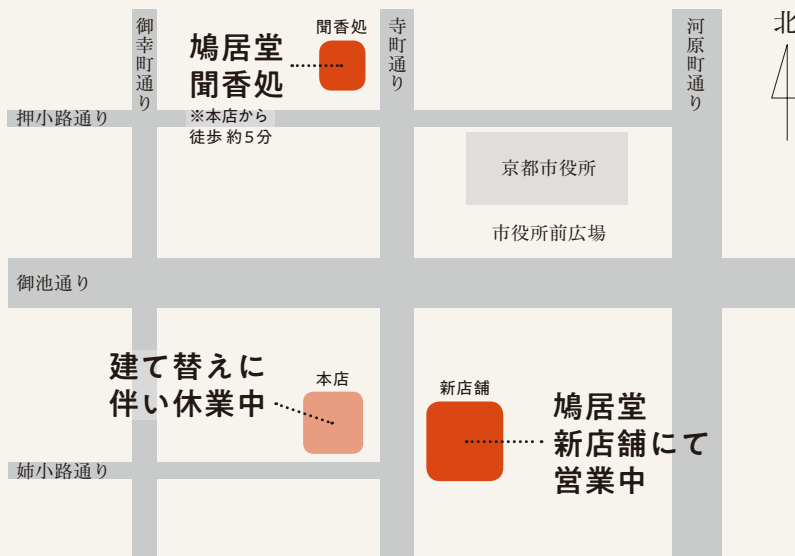 御幸町通り
鳩居堂
聞香処
※本店から
徒歩 約5分
聞香処
寺町通り
河原町通り
北
押小路通り
京都市役所
市役所前広場
御池通り
建て替えに
伴い休業中
本店
新店舗
鳩居堂
新店舗にて
営業中
姉小路通り